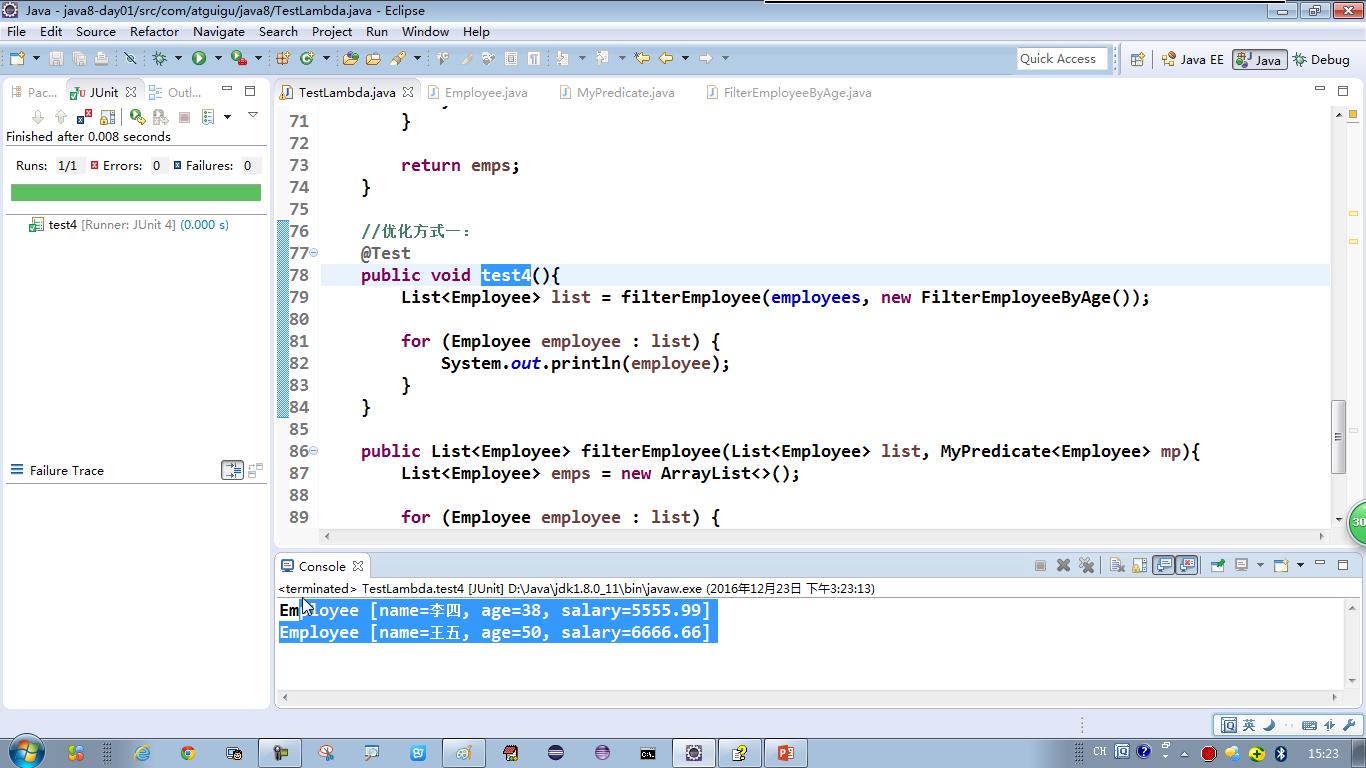 Java - java8-day01/src/com/atguigu/java8/TestLambda.java - Eclipse
File Edit Source Refactor Navigate Search Project Run Window Help
Quick Access Java EE Java Debug
Pac... JUnit Outl...
Finished after 0.008 seconds
Runs: 1/1 Errors: 0 Failures: 0
test4 [Runner: JUnit 4] (0.000 s)
Failure Trace
TestLambda.java Employee.java MyPredicate.java FilterEmployeeByAge.java
71 }
72
73 return emps;
74 }
75
76 //优化方式一：
77 @Test
78 public void test4(){
79 List<Employee> list = filterEmployee(employees, new FilterEmployeeByAge());
80
81 for (Employee employee : list) {
82 System.out.println(employee);
83 }
84 }
85
86 public List<Employee> filterEmployee(List<Employee> list, MyPredicate<Employee> mp){
87 List<Employee> emps = new ArrayList<>();
88
89 for (Employee employee : list) {
30
Console
<terminated> TestLambda.test4 [JUnit] D:\Java\jdk1.8.0_11\bin\javaw.exe (2016年12月23日 下午3:23:13)
Employee [name=李四, age=38, salary=5555.99]
Employee [name=王五, age=50, salary=6666.66]
英
CH 15:23